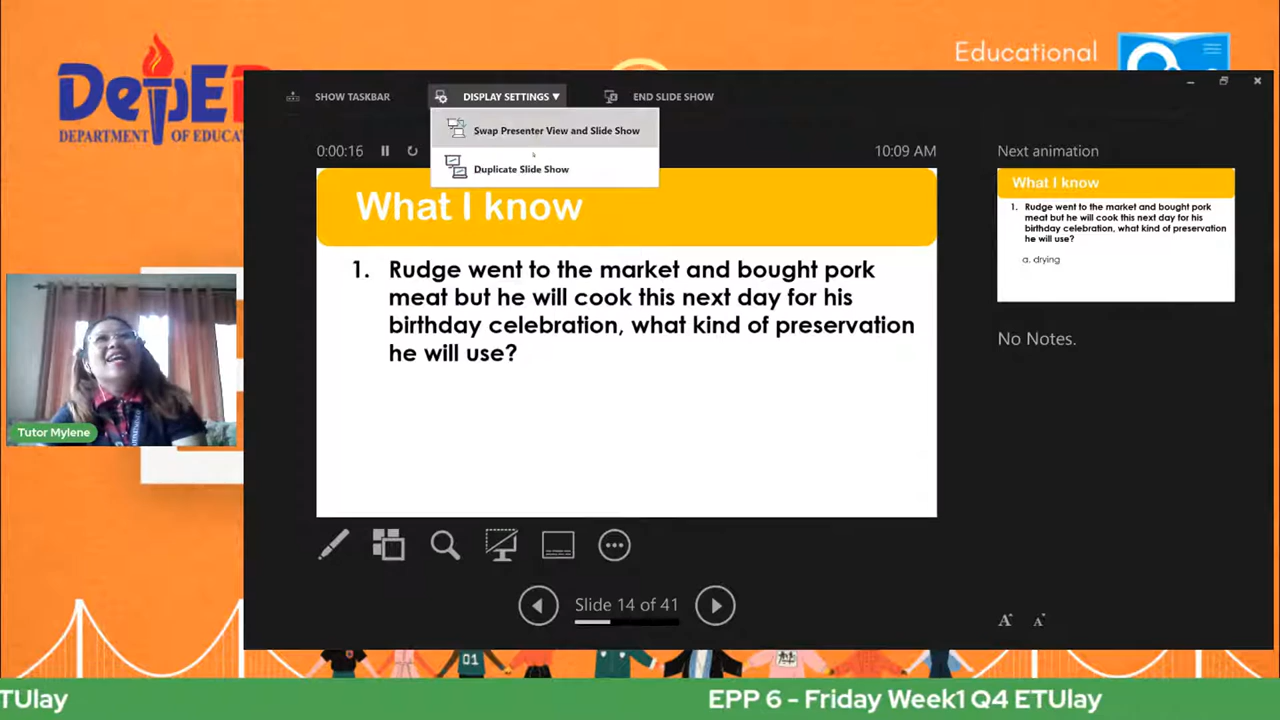 Educational
DepED
DEPARTMENT OF EDUCA
SHOW TASKBAR
DISPLAY SETTINGS ▼
END SLIDE SHOW
Swap Presenter View and Slide Show
Duplicate Slide Show
0:00:16
10:09 AM
What I know
1. Rudge went to the market and bought pork
meat but he will cook this next day for his
birthday celebration, what kind of preservation
he will use?
Next animation
What I know
1. Rudge went to the market and bought pork
meat but he will cook this next day for his
birthday celebration, what kind of preservation
he will use?
a. drying
No Notes.
Tutor Mylene
Slide 14 of 41
A A
01
TUlay
EPP 6 - Friday Week1 Q4 ETUlay